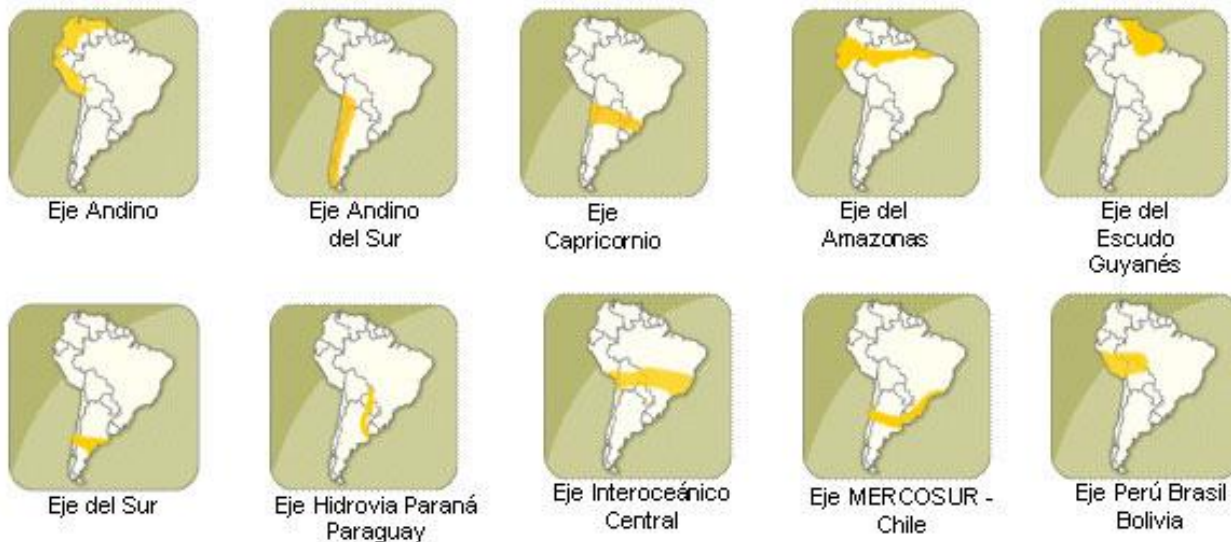 Eje Andino
Eje Andino
del Sur
Eje
Capricornio
Eje del
Amazonas
Eje del
Escudo
Guyanés
Eje del Sur
Eje Hidrovia Paraná
Paraguay
Eje Interoceánico
Central
Eje MERCOSUR -
Chile
Eje Perú Brasil
Bolivia